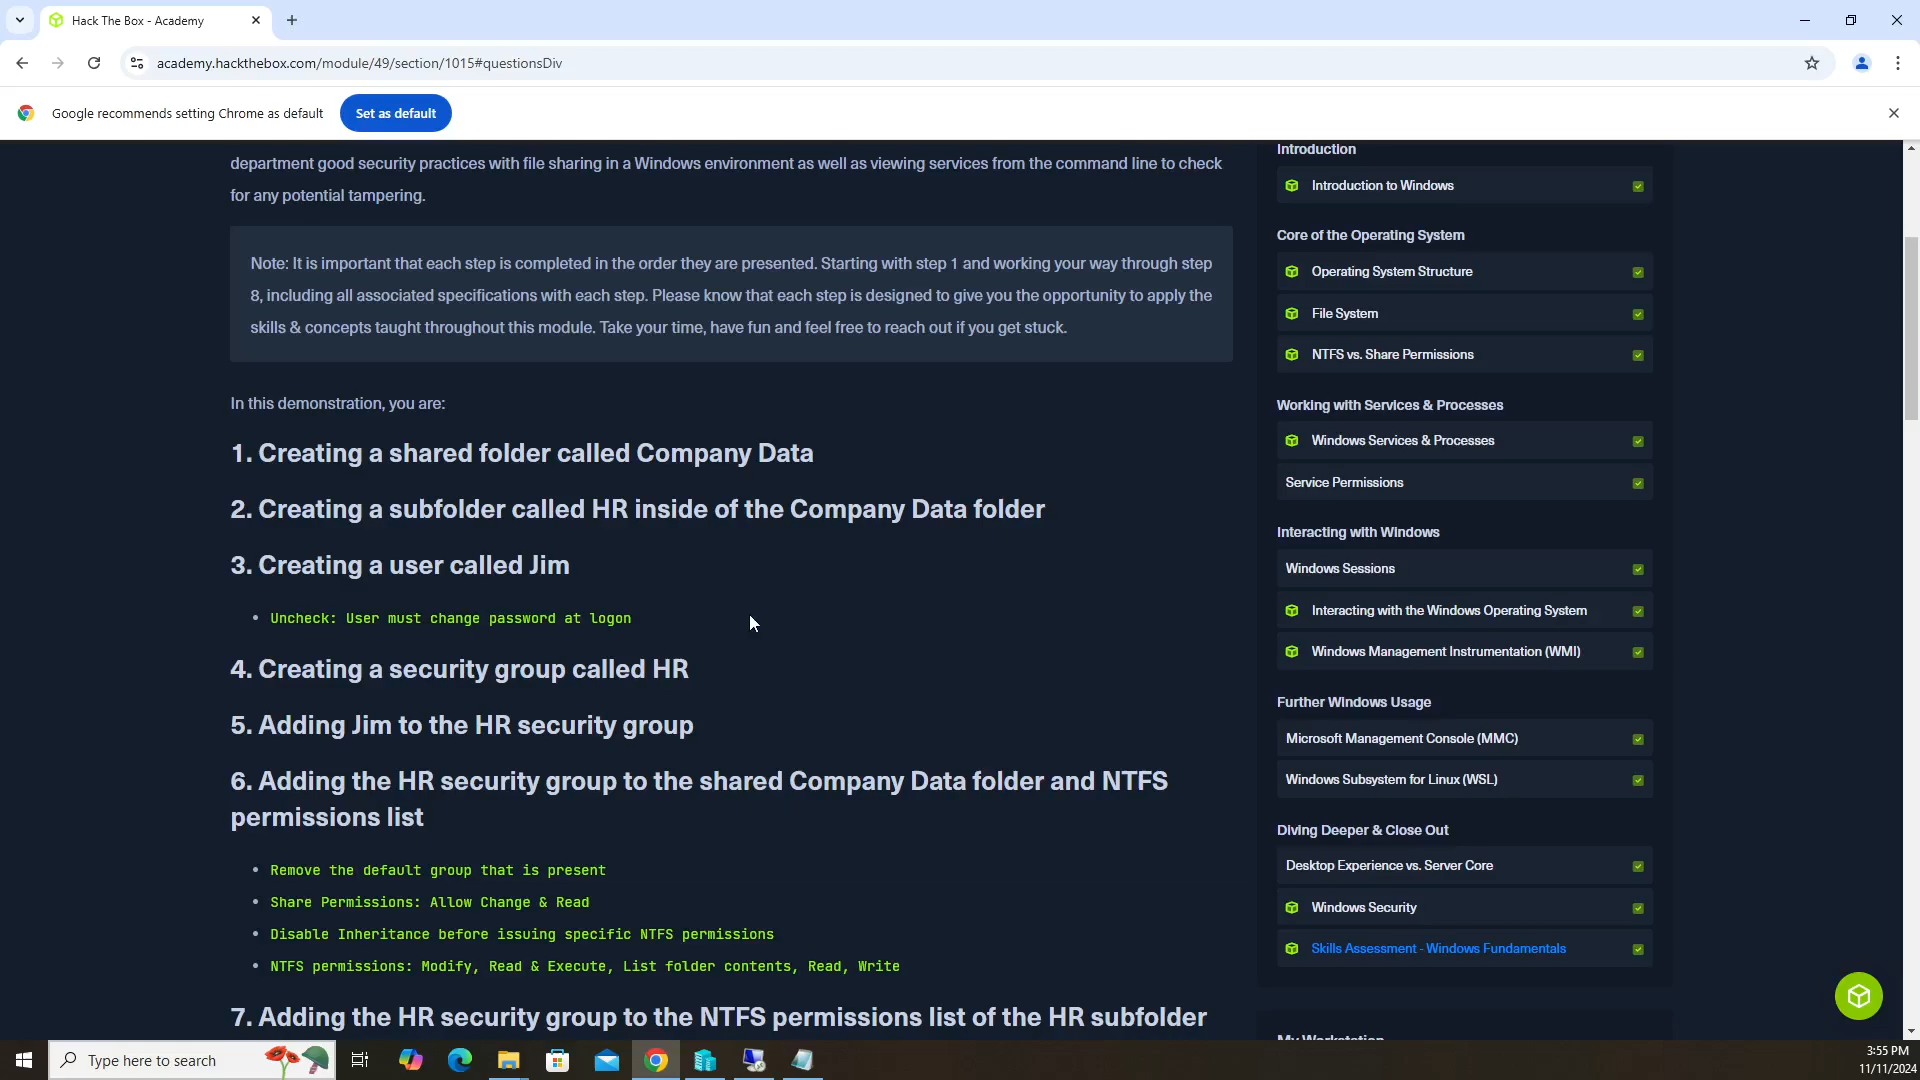 Hack The Box - Academy
academy.hackthebox.com/module/49/section/1015#questionsDiv
Google recommends setting Chrome as default
Set as default
department good security practices with file sharing in a Windows environment as well as viewing services from the command line to check
for any potential tampering.
Note: It is important that each step is completed in the order they are presented. Starting with step 1 and working your way through step
8, including all associated specifications with each step. Please know that each step is designed to give you the opportunity to apply the
skills & concepts taught throughout this module. Take your time, have fun and feel free to reach out if you get stuck.
In this demonstration, you are:
1. Creating a shared folder called Company Data
2. Creating a subfolder called HR inside of the Company Data folder
3. Creating a user called Jim
• Uncheck: User must change password at logon
4. Creating a security group called HR
5. Adding Jim to the HR security group
6. Adding the HR security group to the shared Company Data folder and NTFS
permissions list
• Remove the default group that is present
• Share Permissions: Allow Change & Read
• Disable Inheritance before issuing specific NTFS permissions
• NTFS permissions: Modify, Read & Execute, List folder contents, Read, Write
7. Adding the HR security group to the NTFS permissions list of the HR subfolder
Introduction
Introduction to Windows
Core of the Operating System
Operating System Structure
File System
NTFS vs. Share Permissions
Working with Services & Processes
Windows Services & Processes
Service Permissions
Interacting with Windows
Windows Sessions
Interacting with the Windows Operating System
Windows Management Instrumentation (WMI)
Further Windows Usage
Microsoft Management Console (MMC)
Windows Subsystem for Linux (WSL)
Diving Deeper & Close Out
Desktop Experience vs. Server Core
Windows Security
Skills Assessment - Windows Fundamentals
My Workstation
Type here to search
3:55 PM
11/11/2024